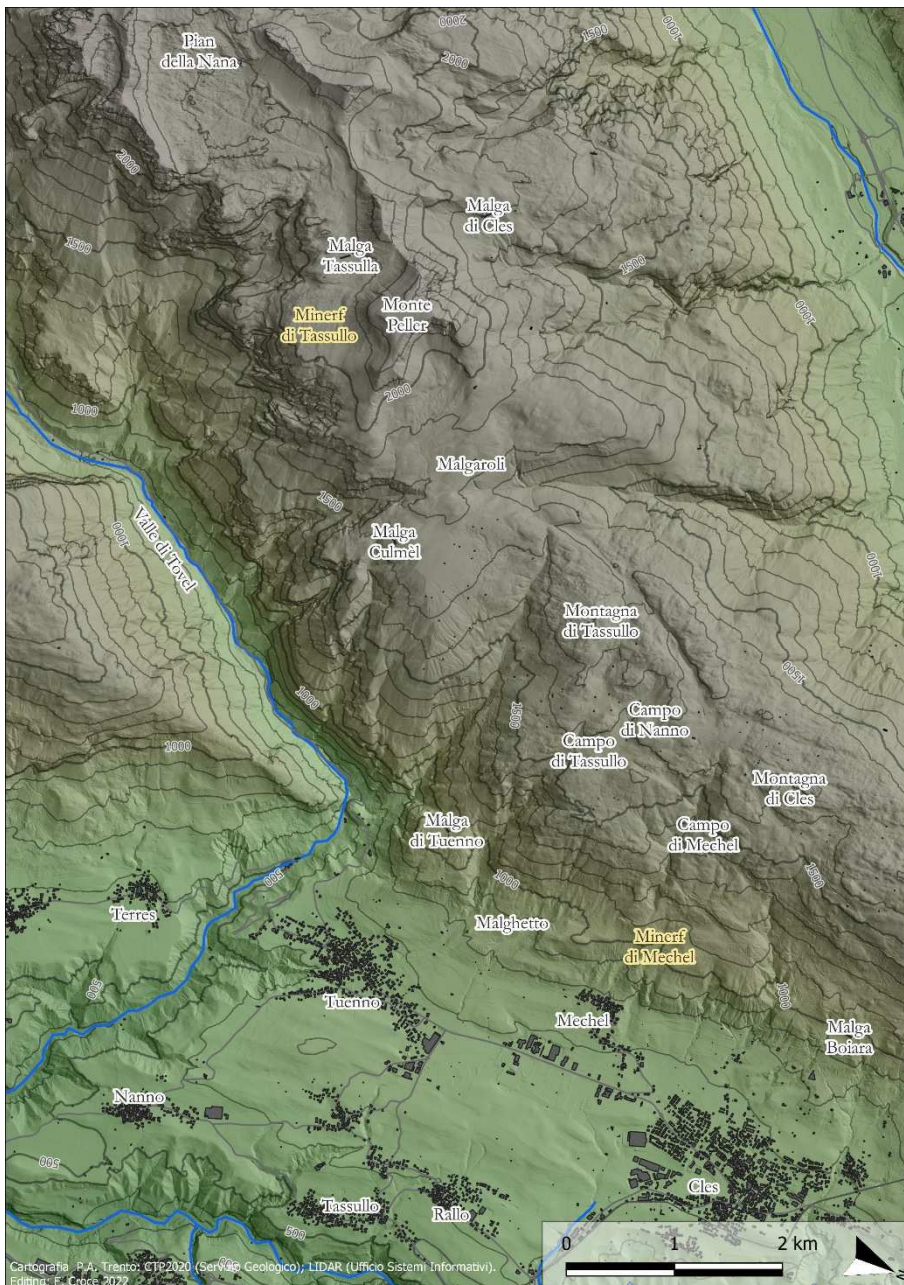 2000
1500
1000
Pian
della Nana
2000
2000
Malga
di Cles
1500
Malga
Tassulla
1500
1000
Minerf
di Tassullo
Monte
Peller
2000
1000
Malgaroli
1500
Valle di Tovel
1000
Malga
Culmèl
1000
Montagna
di Tassullo
1500
1000
1500
Campo
di Nanno
Campo
di Tassullo
1000
Montagna
di Cles
Malga
di Tuenno
Campo
di Mechel
1500
500
1000
Terres
Malghetto
Minerf
di Mechel
500
Tuenno
1000
Mechel
Malga
Boiara
Nanno
500
Cles
Tassullo
Rallo
500
500
0 1 2 km
Cartografia P.A. Trento: CTP2020 (Servizio Geologico); LIDAR (Ufficio Sistemi Informativi).
Editing: F. Croce 2022